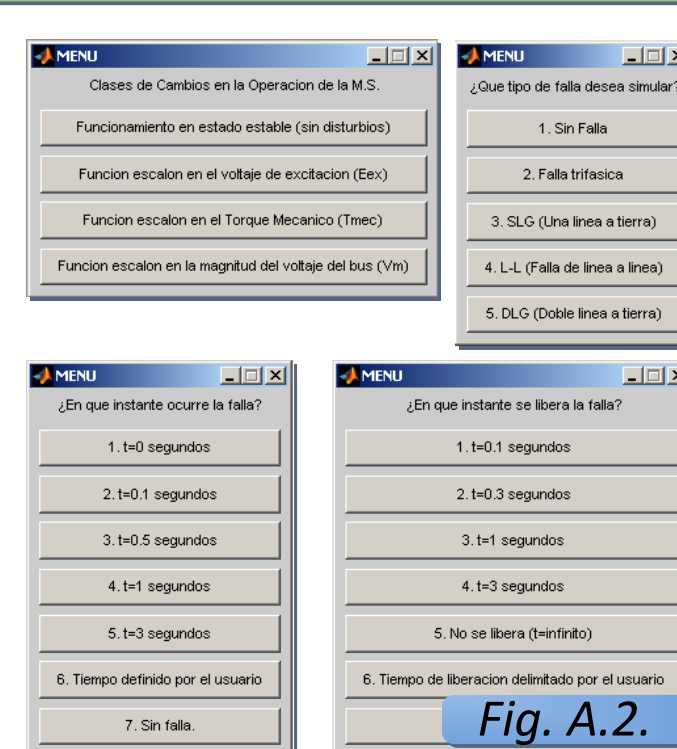 MENU
Clases de Cambios en la Operacion de la M.S.
Funcionamiento en estado estable (sin disturbios)
Funcion escalon en el voltaje de excitacion (Eex)
Funcion escalon en el Torque Mecanico (Tmec)
Funcion escalon en la magnitud del voltaje del bus (Vm)
MENU
¿Que tipo de falla desea simular?
1. Sin Falla
2. Falla trifasica
3. SLG (Una linea a tierra)
4. L-L (Falla de linea a linea)
5. DLG (Doble linea a tierra)
MENU
¿En que instante ocurre la falla?
1. t=0 segundos
2. t=0.1 segundos
3. t=0.5 segundos
4. t=1 segundos
5. t=3 segundos
6. Tiempo definido por el usuario
7. Sin falla.
MENU
¿En que instante se libera la falla?
1. t=0.1 segundos
2. t=0.3 segundos
3. t=1 segundos
4. t=3 segundos
5. No se libera (t=infinito)
6. Tiempo de liberacion delimitado por el usuario
Fig. A.2.